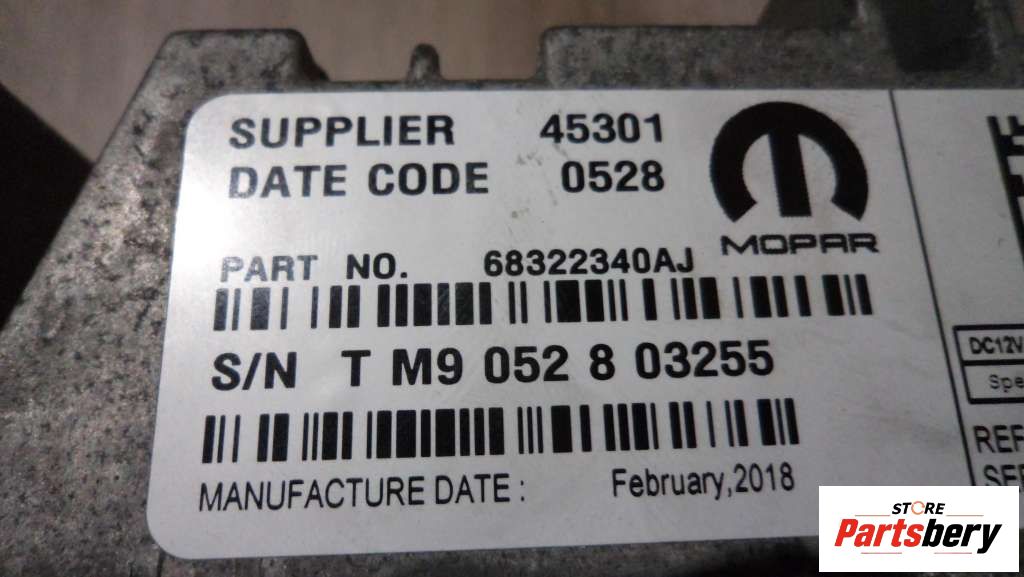 SUPPLIER 45301
DATE CODE 0528
MOPAR
PART NO. 68322340AJ
S/N T M9 052 8 03255
MANUFACTURE DATE : February,2018
DC12V
REF
STORE
Partsbery